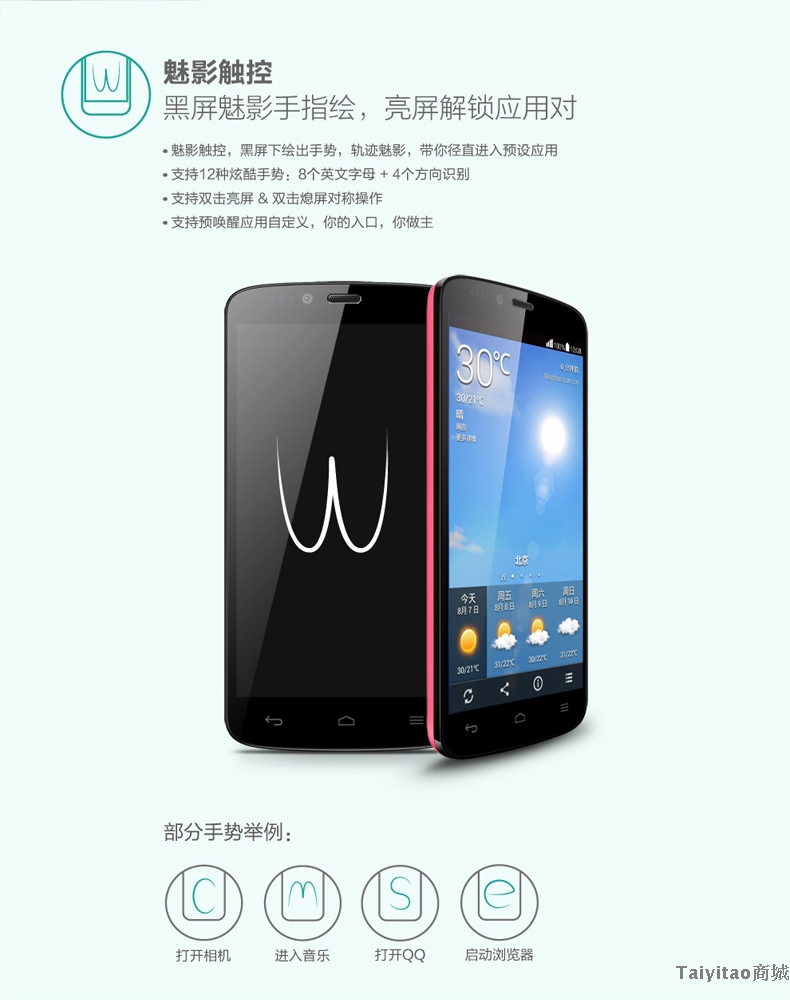 魅影触控
黑屏魅影手指绘，亮屏解锁应用对
• 魅影触控，黑屏下绘出手势，轨迹魅影，带你径直进入预设应用
• 支持12种炫酷手势：8个英文字母 + 4个方向识别
• 支持双击亮屏 & 双击熄屏对称操作
• 支持预唤醒应用自定义，你的入口，你做主
100%
30°C
Weather.com.cn
30/21°C
晴
更多详情
北京
今天 周五 周六 周日
8月7日 8月8日 8月9日 8月10日
30/21°C 31/22°C 30/22°C 31/22°C
部分手势举例：
C m S e
打开相机 进入音乐 打开QQ 启动浏览器
Taiyitao商城